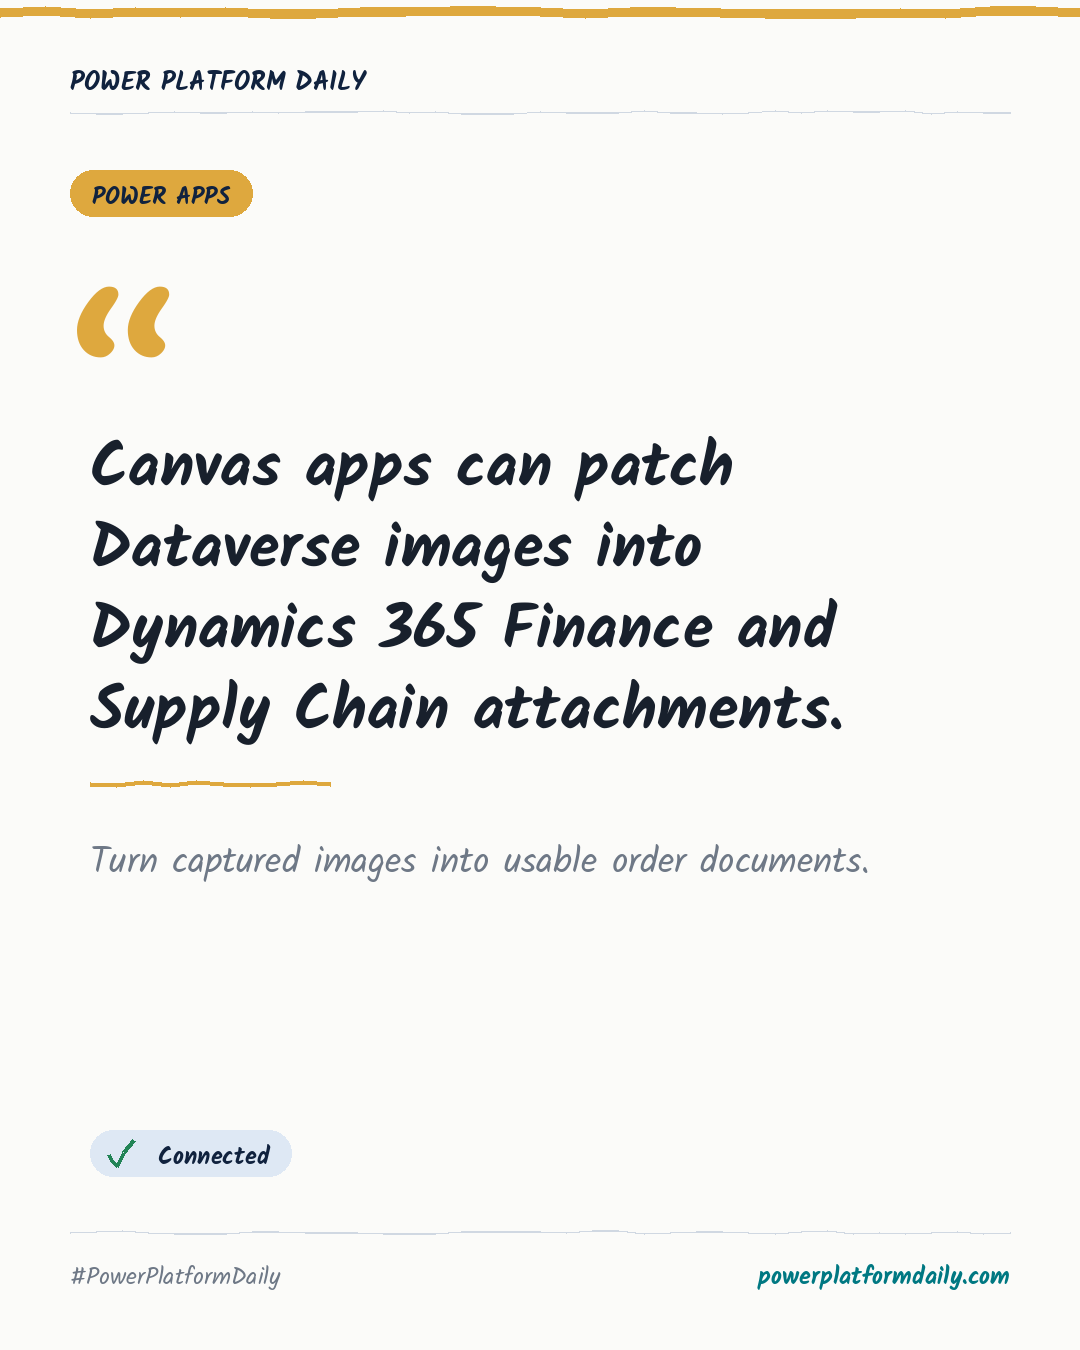 POWER PLATFORM DAILY
POWER APPS
“
Canvas apps can patch
Dataverse images into
Dynamics 365 Finance and
Supply Chain attachments.
Turn captured images into usable order documents.
✓ Connected
#PowerPlatformDaily
powerplatformdaily.com